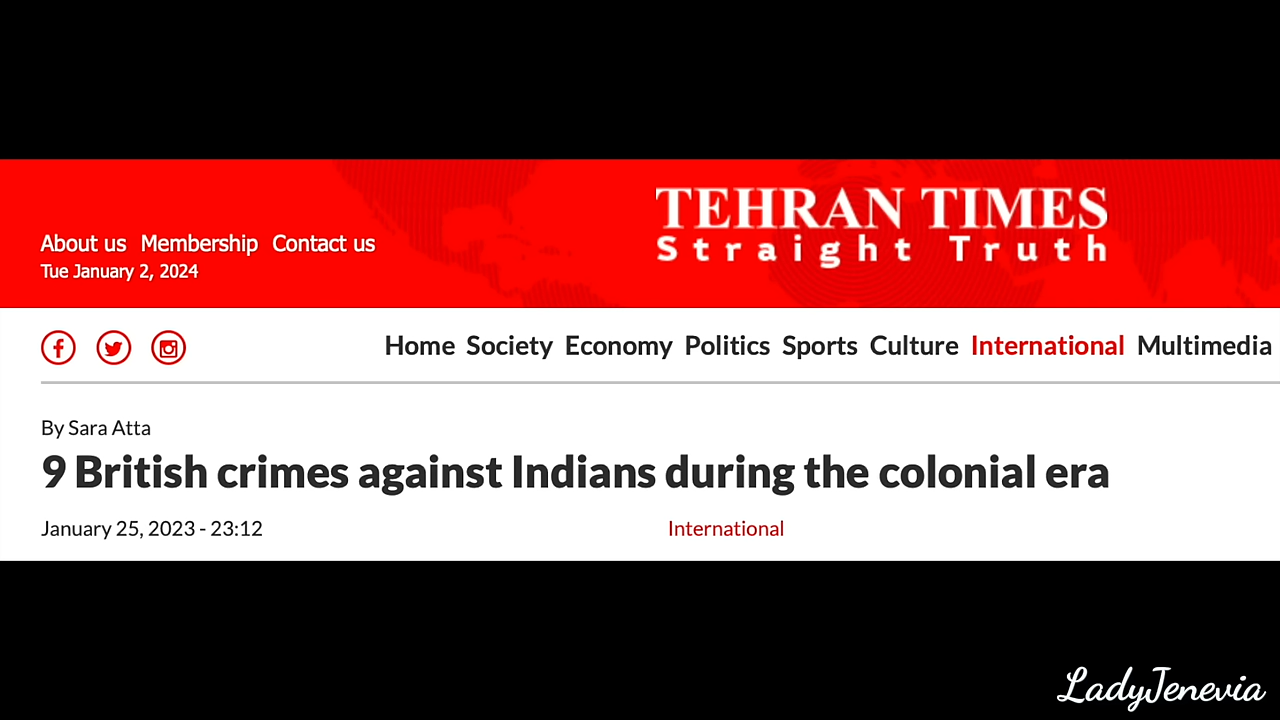 TEHRAN TIMES
Straight Truth
About us Membership Contact us
Tue January 2, 2024
Home Society Economy Politics Sports Culture International Multimedia
By Sara Atta
9 British crimes against Indians during the colonial era
January 25, 2023 - 23:12 International
LadyJenevia